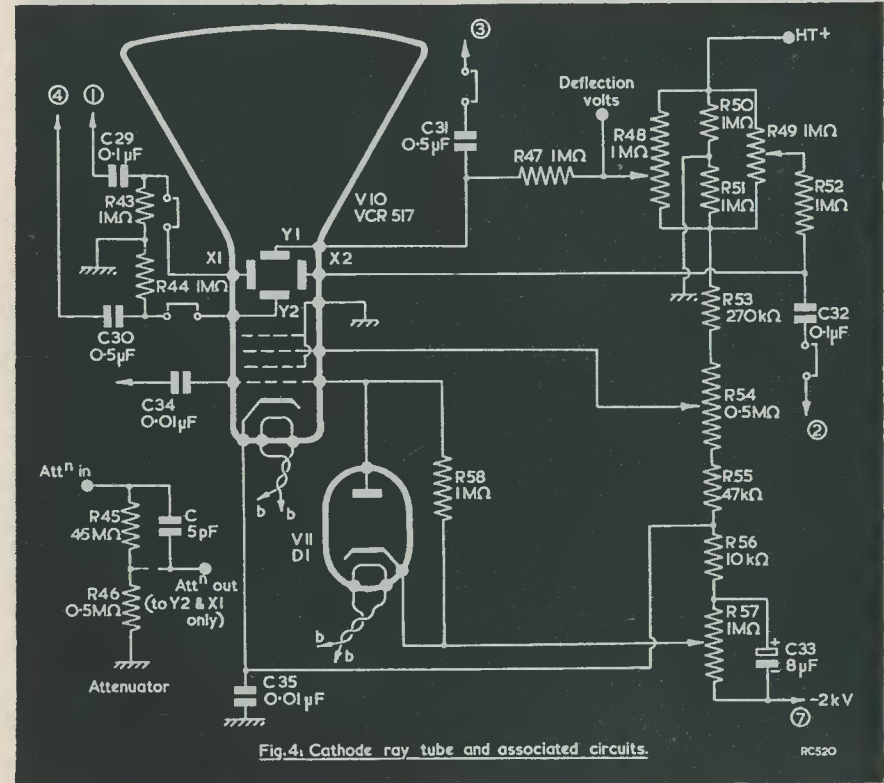 ③
HT+
Deflection
volts
④
①
C29
0·1μF
C31
0·5μF
R48
1MΩ
R50
1MΩ
R49 1MΩ
R47 1MΩ
R43
1MΩ
V10
VCR 517
R51
1MΩ
R52
1MΩ
Y1
X1
X2
R44 1MΩ
Y2
R53
270kΩ
C32
0·1μF
C30
0·5μF
C34
0·01μF
R54
0·5MΩ
②
Attⁿ in
R58
1MΩ
R55
47kΩ
R45
45MΩ
C
5pF
b
b
V11
D1
R56
10kΩ
R46
0·5MΩ
Attⁿ out
(to Y2 & X1
only)
R57
1MΩ
+
C33
8μF
-
b
b
Attenuator
C35
0·01μF
-2kV
⑦
Fig.4: Cathode ray tube and associated circuits.
RC520